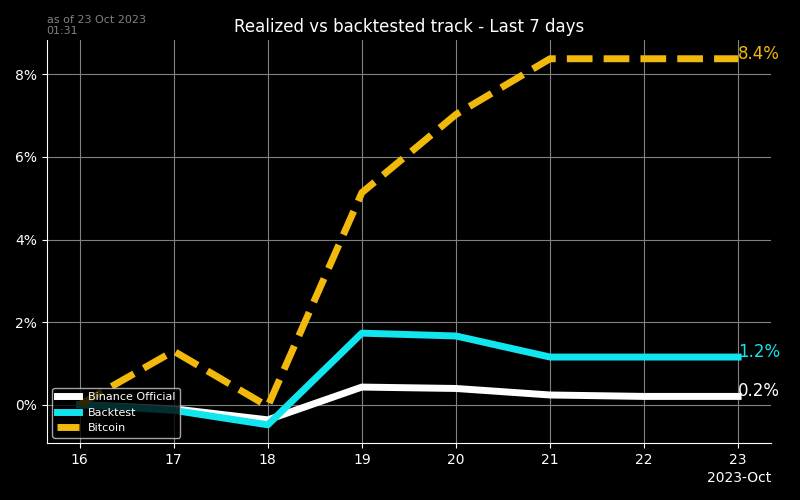 as of 23 Oct 2023
01:31
Realized vs backtested track - Last 7 days
8%
6%
4%
2%
0%
8.4%
1.2%
0.2%
Binance Official
Backtest
Bitcoin
16 17 18 19 20 21 22 23
2023-Oct